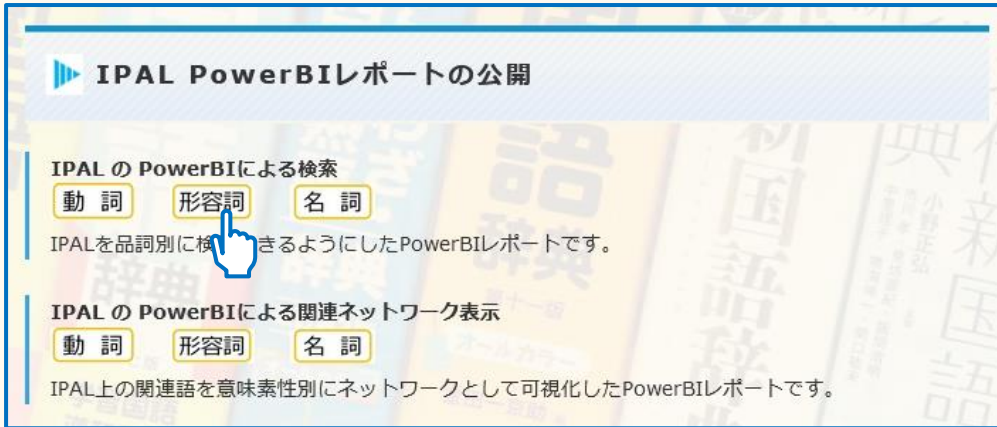 IPAL PowerBIレポートの公開
IPAL の PowerBIによる検索
動 詞 形容詞 名 詞
IPALを品詞別に検 きるようにしたPowerBIレポートです。
IPAL の PowerBIによる関連ネットワーク表示
動 詞 形容詞 名 詞
IPAL上の関連語を意味素性別にネットワークとして可視化したPowerBIレポートです。